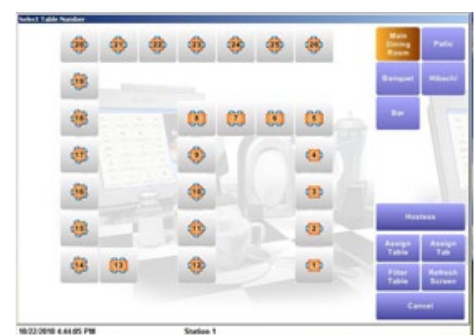 Select Table Number
20 21 22 23 24 25 26
Main Dining Room
Patio
19
Banquet
Hibachi
18 8 7 6 5
Bar
17 9 4
16 10 3
15 11 2
Hostess
14 13 12 1
Assign Table
Assign Tab
Filter Table
Refresh Screen
Cancel
10/22/2010 4:44:05 PM
Station 1